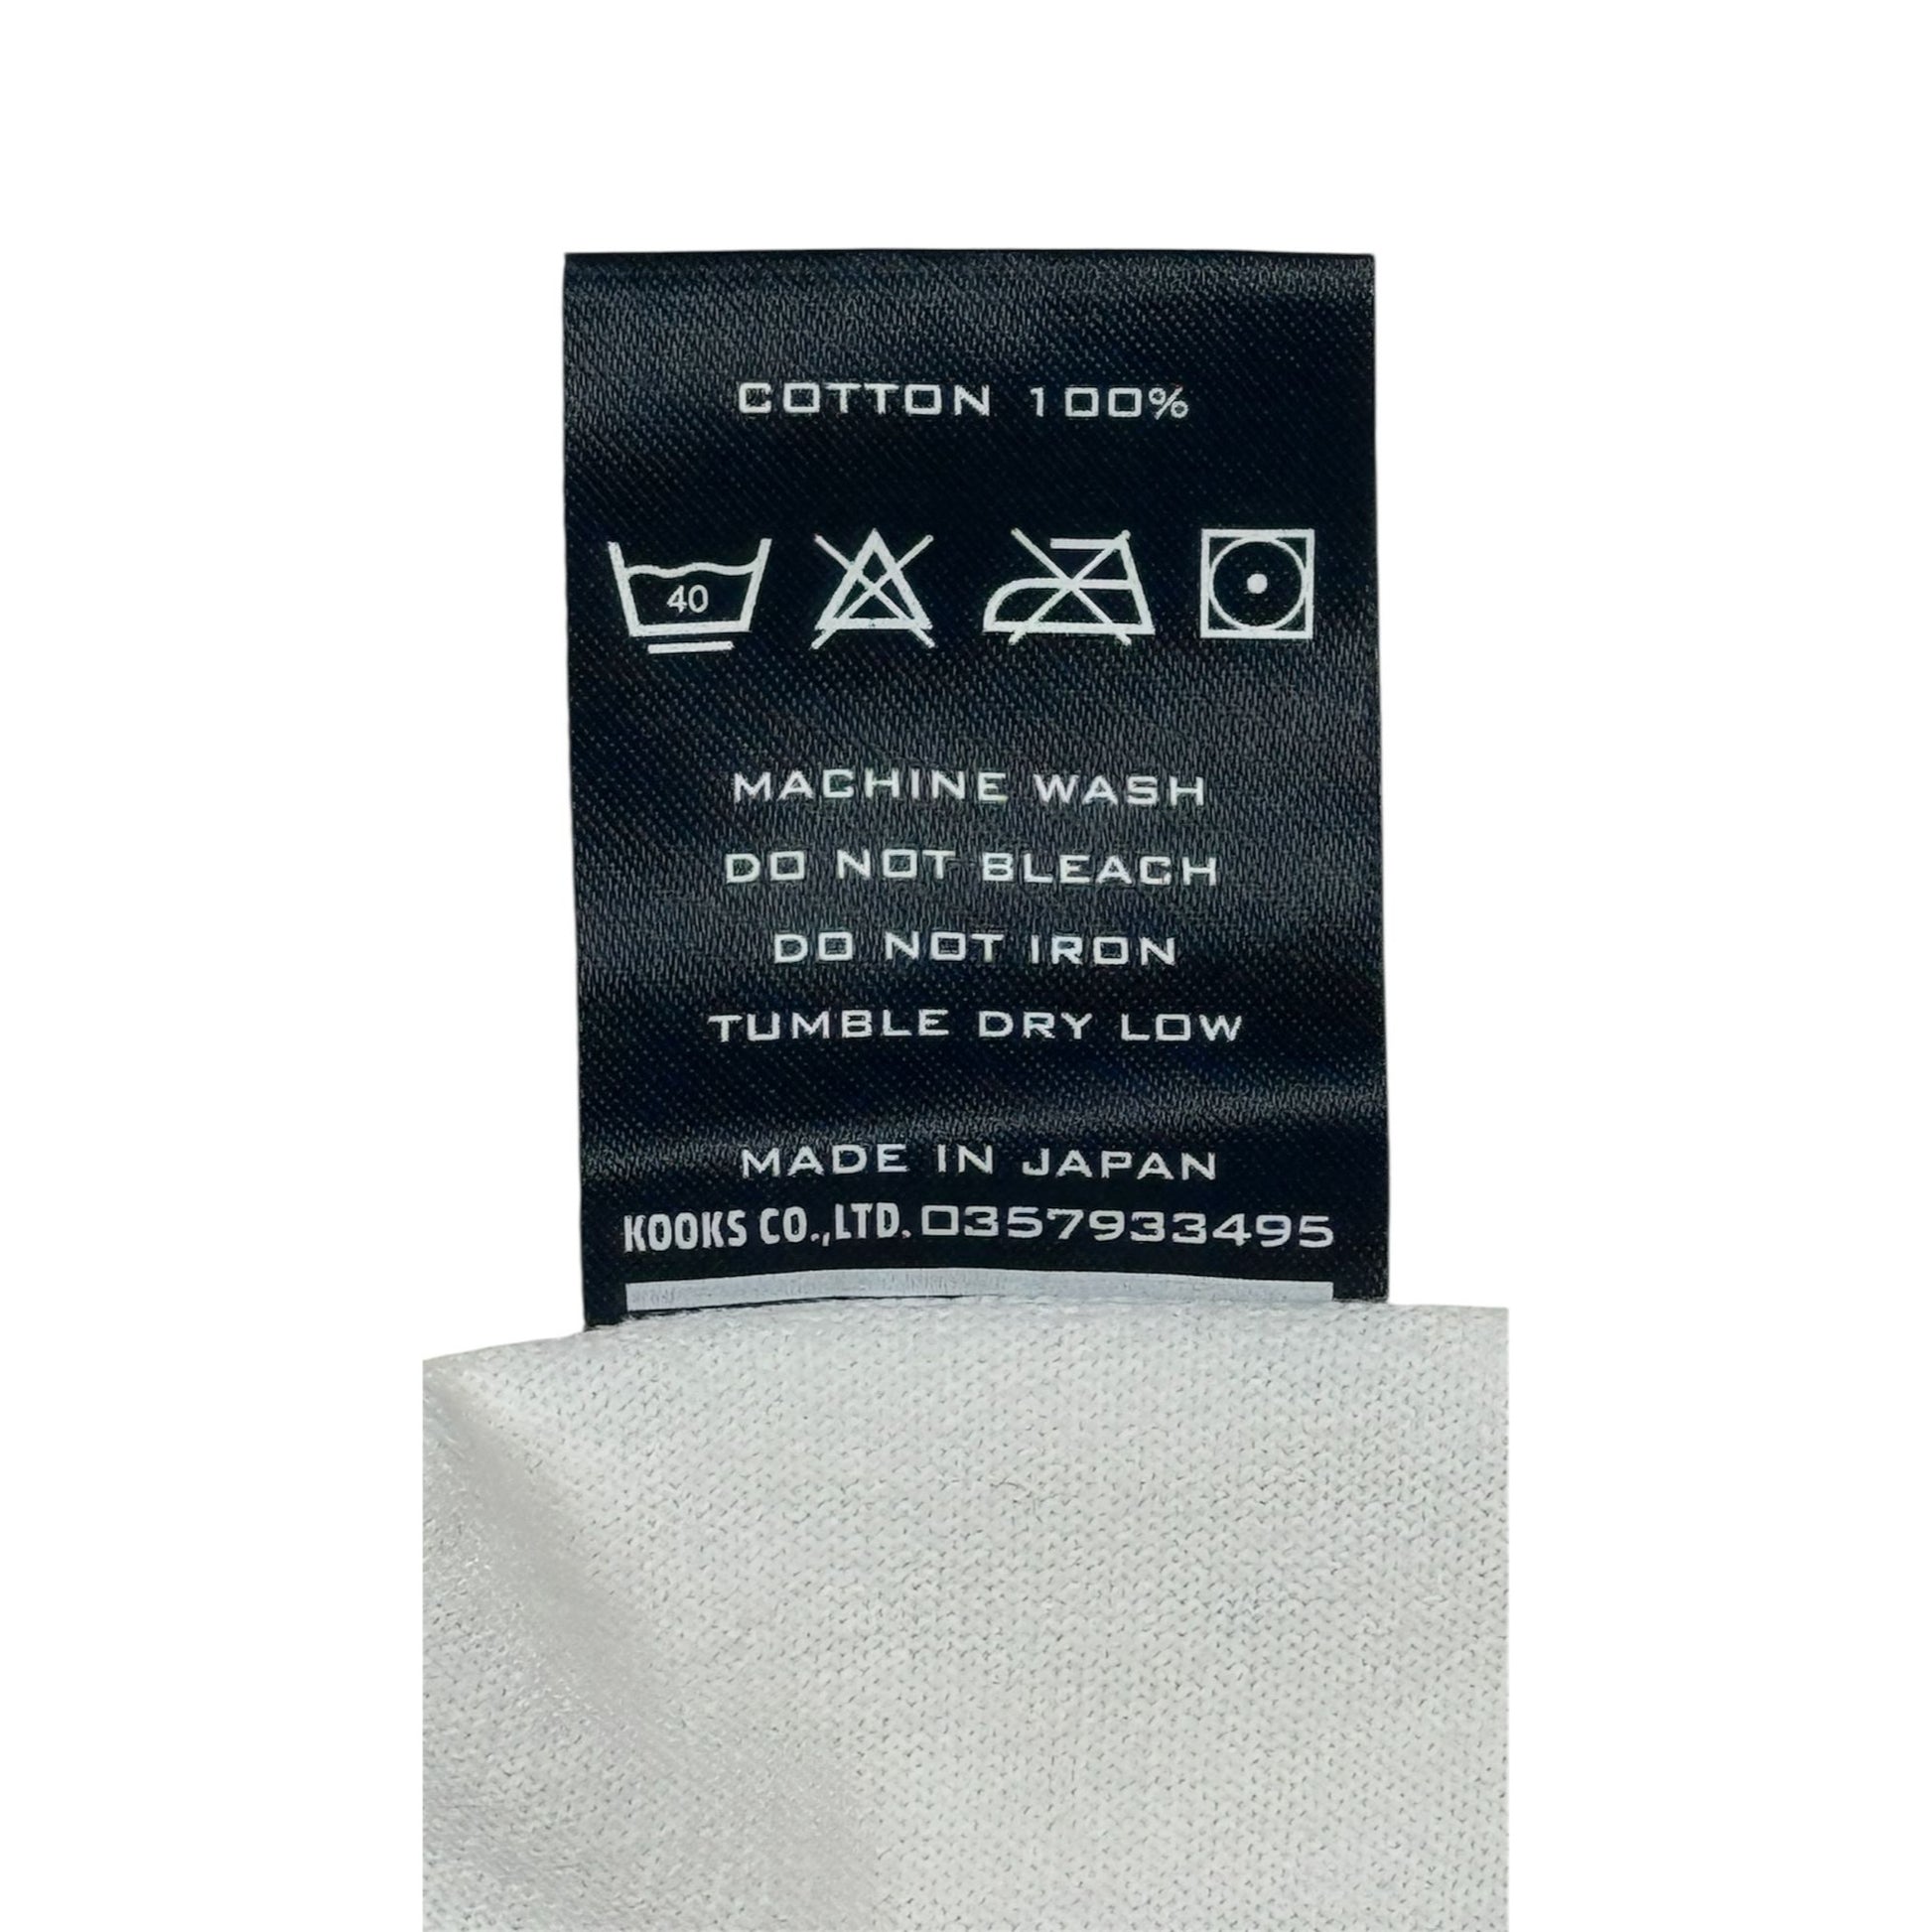 COTTON 100%
40
MACHINE WASH
DO NOT BLEACH
DO NOT IRON
TUMBLE DRY LOW
MADE IN JAPAN
KOOKS CO.,LTD. 0357933495